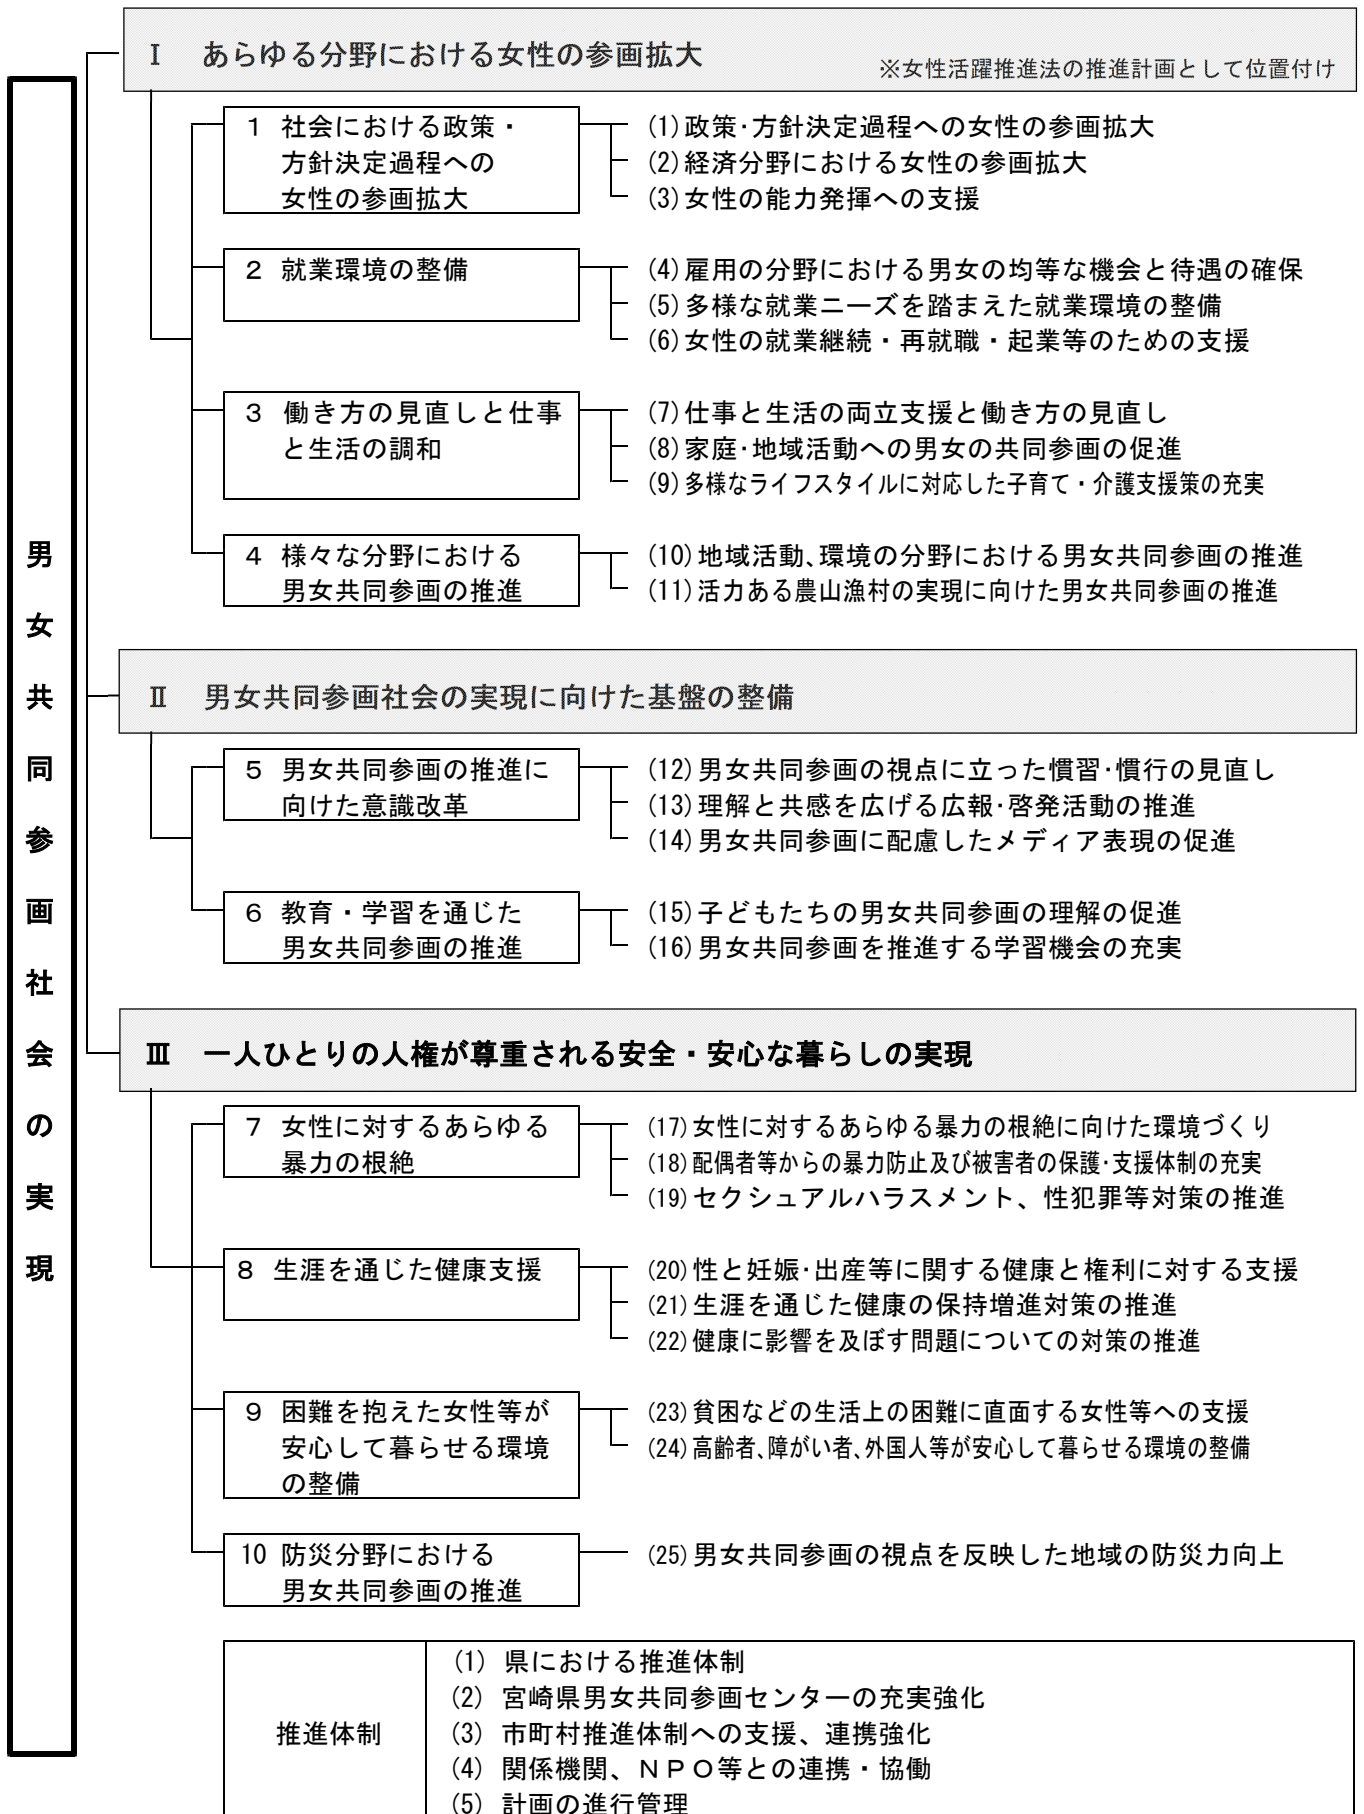 男女共同参画社会の実現
Ⅰ あらゆる分野における女性の参画拡大
※女性活躍推進法の推進計画として位置付け
1 社会における政策・
方針決定過程への
女性の参画拡大
(1)政策・方針決定過程への女性の参画拡大
(2)経済分野における女性の参画拡大
(3)女性の能力発揮への支援
2 就業環境の整備
(4)雇用の分野における男女の均等な機会と待遇の確保
(5)多様な就業ニーズを踏まえた就業環境の整備
(6)女性の就業継続・再就職・起業等のための支援
3 働き方の見直しと仕事
と生活の調和
(7)仕事と生活の両立支援と働き方の見直し
(8)家庭・地域活動への男女の共同参画の促進
(9)多様なライフスタイルに対応した子育て・介護支援策の充実
4 様々な分野における
男女共同参画の推進
(10)地域活動、環境の分野における男女共同参画の推進
(11)活力ある農山漁村の実現に向けた男女共同参画の推進
Ⅱ 男女共同参画社会の実現に向けた基盤の整備
5 男女共同参画の推進に
向けた意識改革
(12)男女共同参画の視点に立った慣習・慣行の見直し
(13)理解と共感を広げる広報・啓発活動の推進
(14)男女共同参画に配慮したメディア表現の促進
6 教育・学習を通じた
男女共同参画の推進
(15)子どもたちの男女共同参画の理解の促進
(16)男女共同参画を推進する学習機会の充実
Ⅲ 一人ひとりの人権が尊重される安全・安心な暮らしの実現
7 女性に対するあらゆる
暴力の根絶
(17)女性に対するあらゆる暴力の根絶に向けた環境づくり
(18)配偶者等からの暴力防止及び被害者の保護・支援体制の充実
(19)セクシュアルハラスメント、性犯罪等対策の推進
8 生涯を通じた健康支援
(20)性と妊娠・出産等に関する健康と権利に対する支援
(21)生涯を通じた健康の保持増進対策の推進
(22)健康に影響を及ぼす問題についての対策の推進
9 困難を抱えた女性等が
安心して暮らせる環境
の整備
(23)貧困などの生活上の困難に直面する女性等への支援
(24)高齢者、障がい者、外国人等が安心して暮らせる環境の整備
10 防災分野における
男女共同参画の推進
(25)男女共同参画の視点を反映した地域の防災力向上
推進体制
(1) 県における推進体制
(2) 宮崎県男女共同参画センターの充実強化
(3) 市町村推進体制への支援、連携強化
(4) 関係機関、ＮＰＯ等との連携・協働
(5) 計画の進行管理